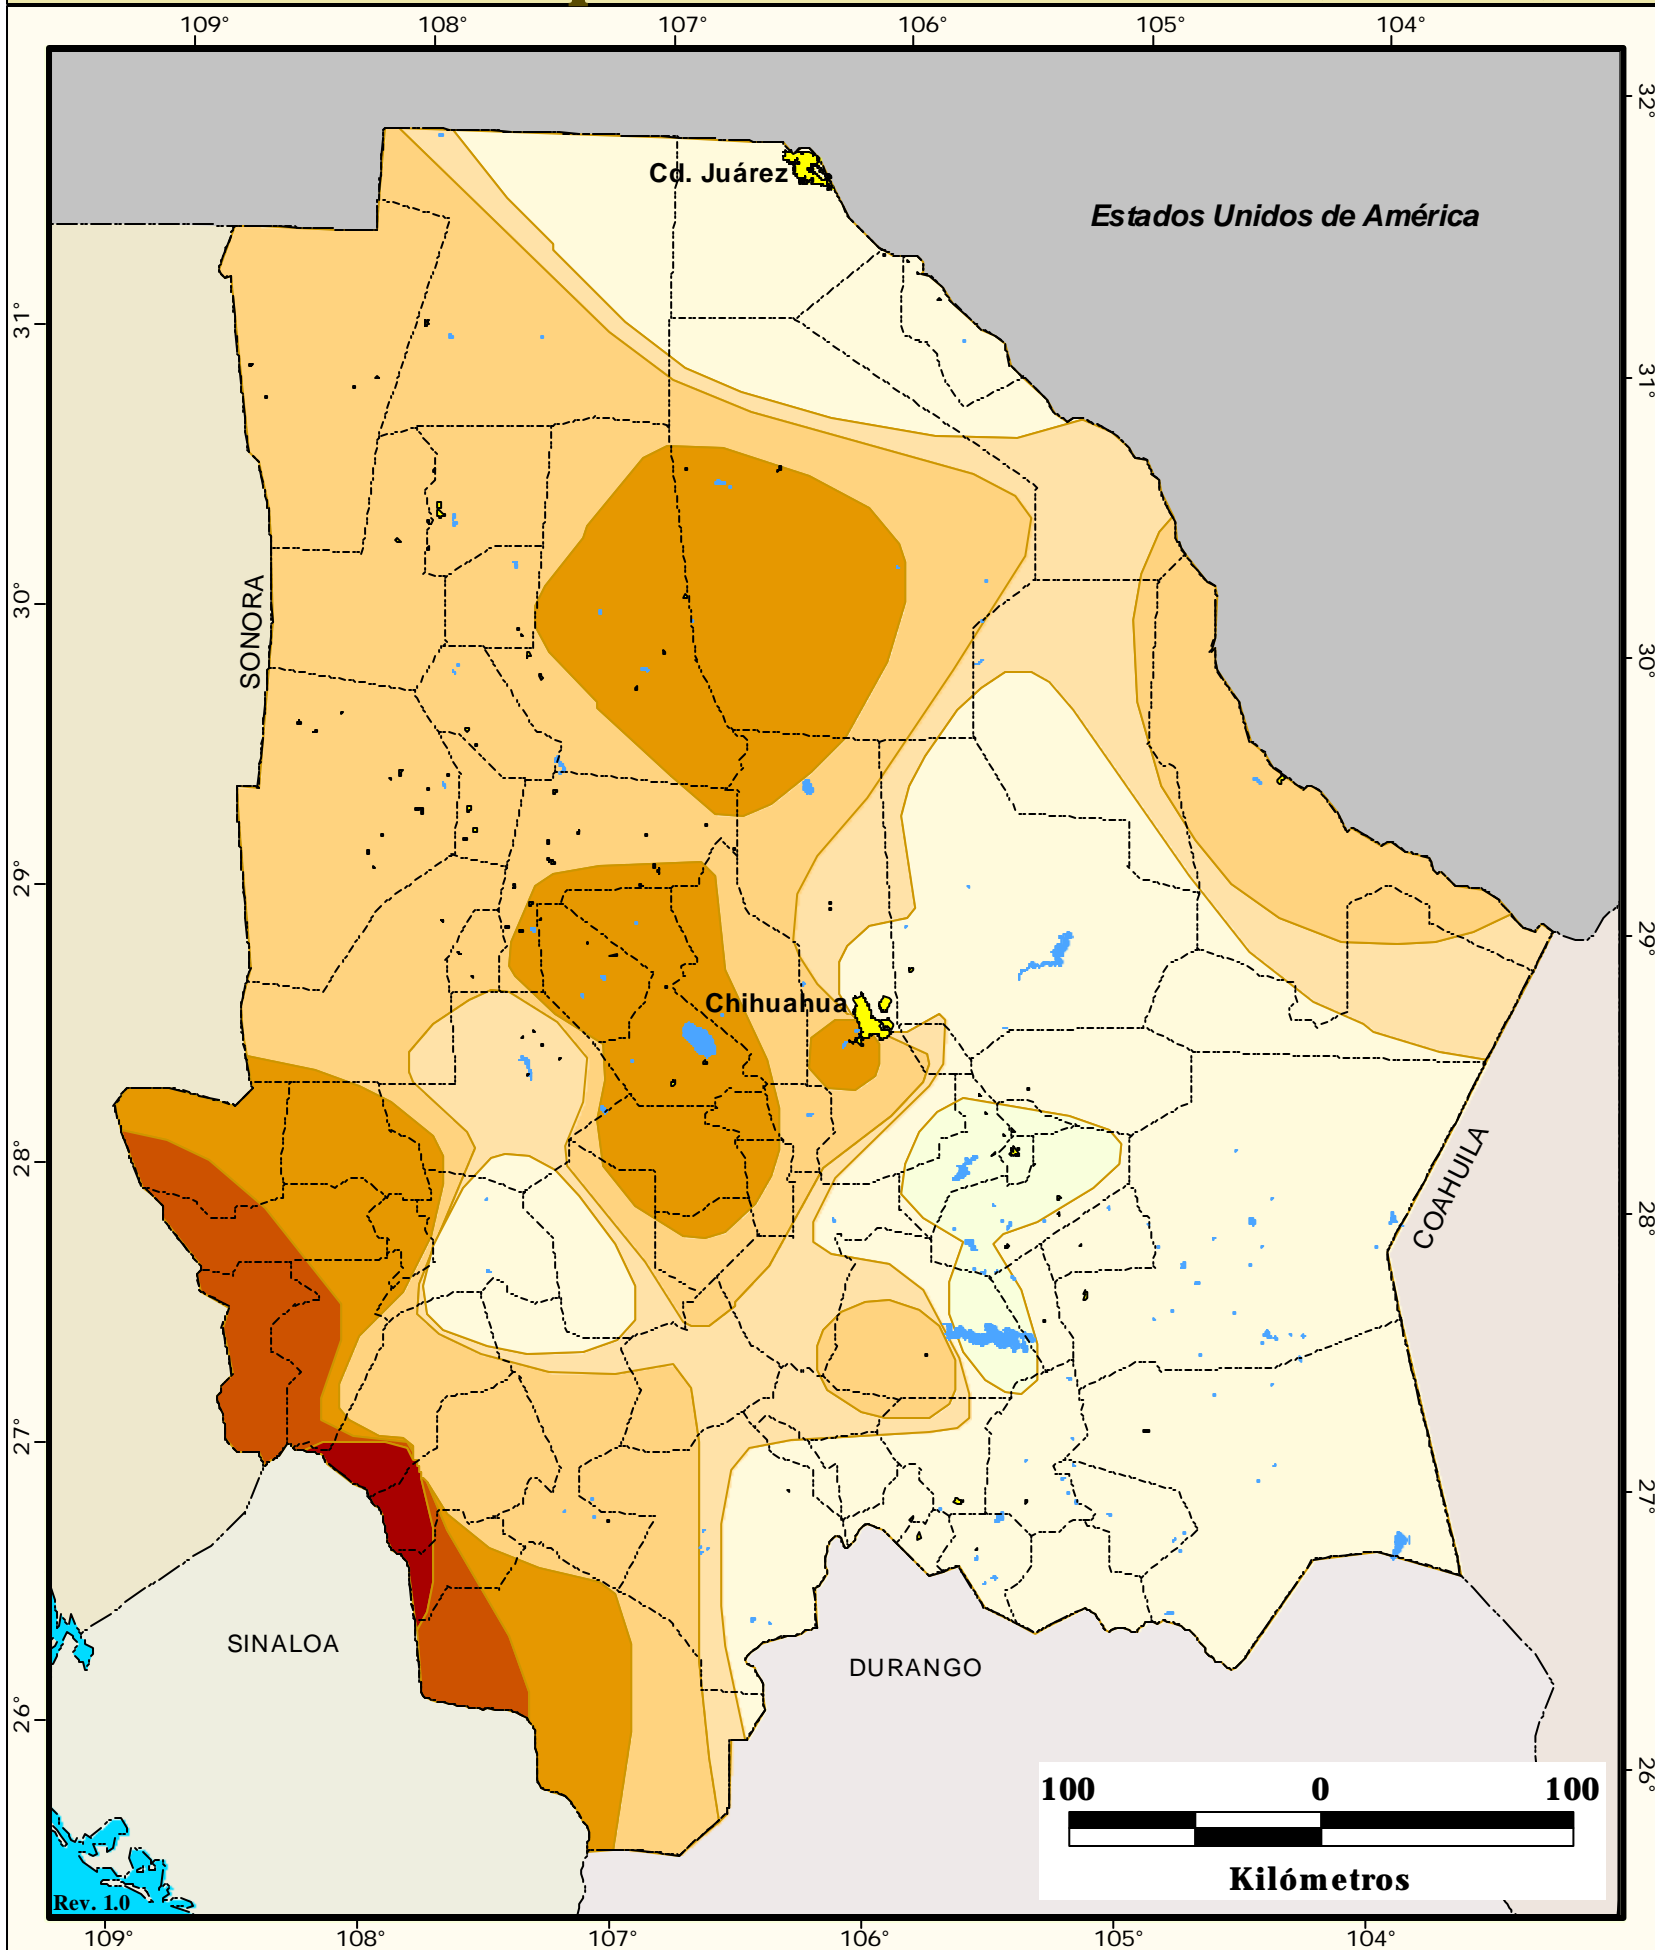 109° 108° 107° 106° 105° 104°
32°
Cd. Juárez
Estados Unidos de América
31°
31°
30°
SONORA
30°
29°
29°
Chihuahua
28°
COAHUILA
28°
27°
27°
SINALOA
DURANGO
26°
26°
100 0 100
Kilómetros
Rev. 1.0
109° 108° 107° 106° 105° 104°